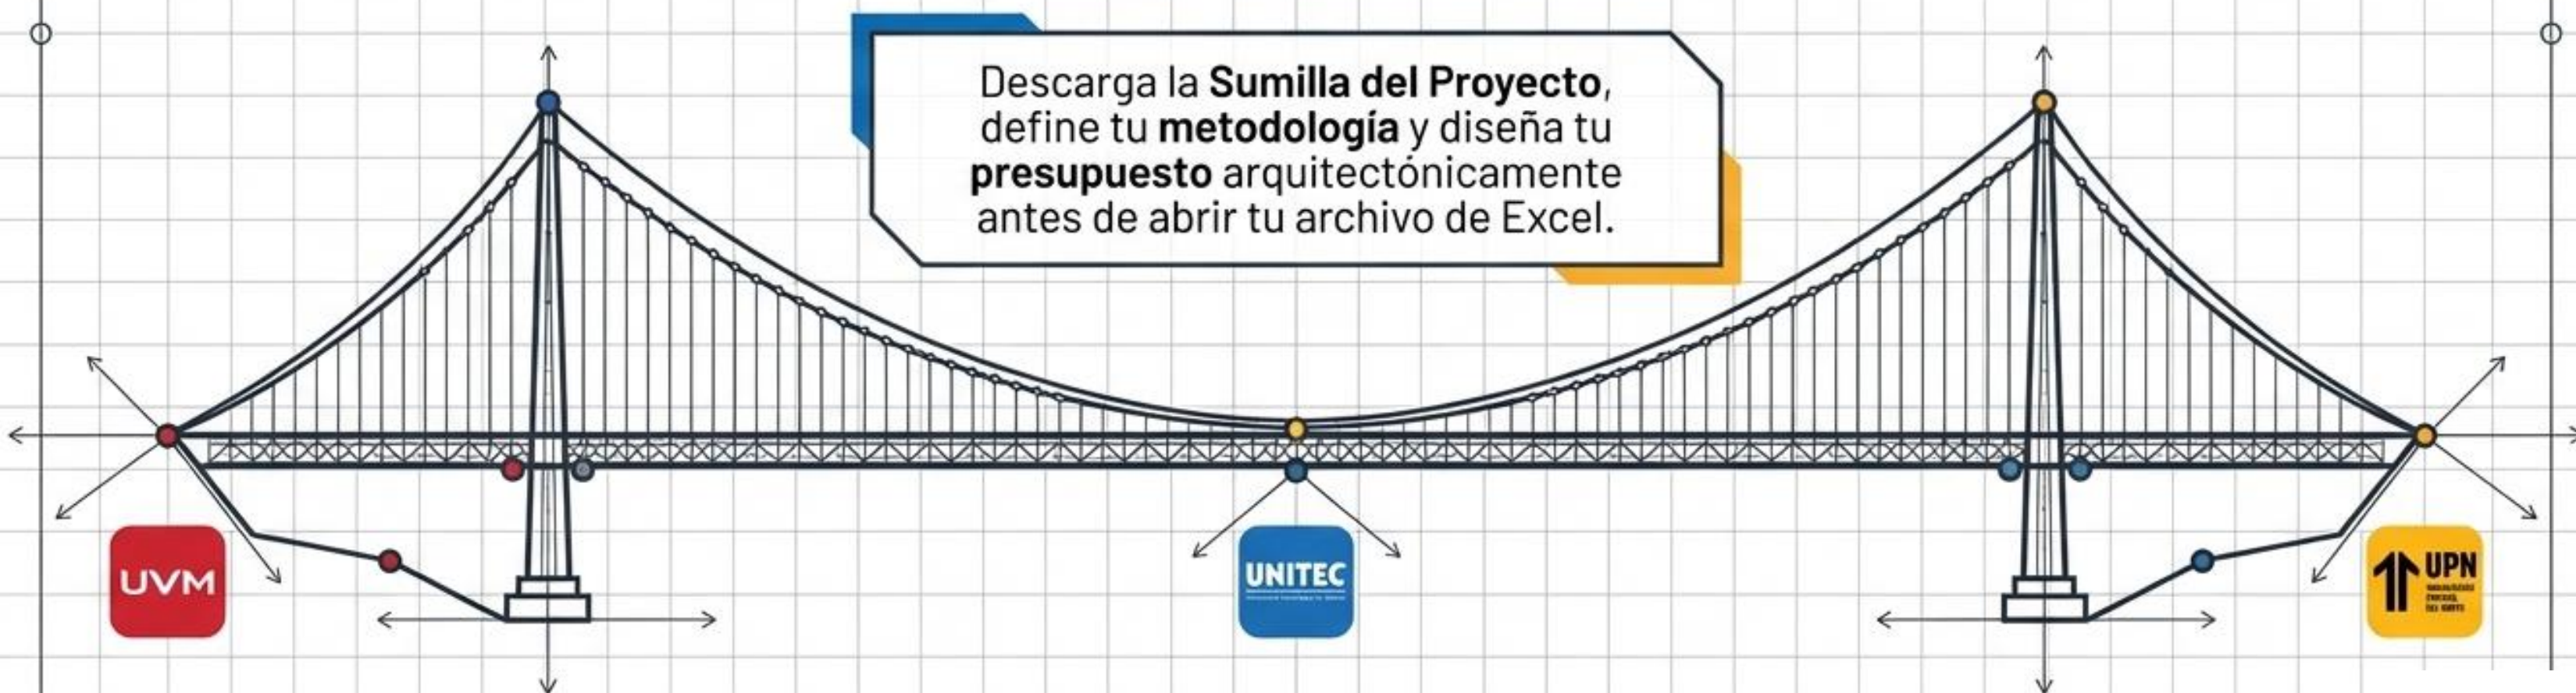 Descarga la Sumilla del Proyecto,
define tu metodología y diseña tu
presupuesto arquitectónicamente
antes de abrir tu archivo de Excel.
UVM
UNITEC
UPN